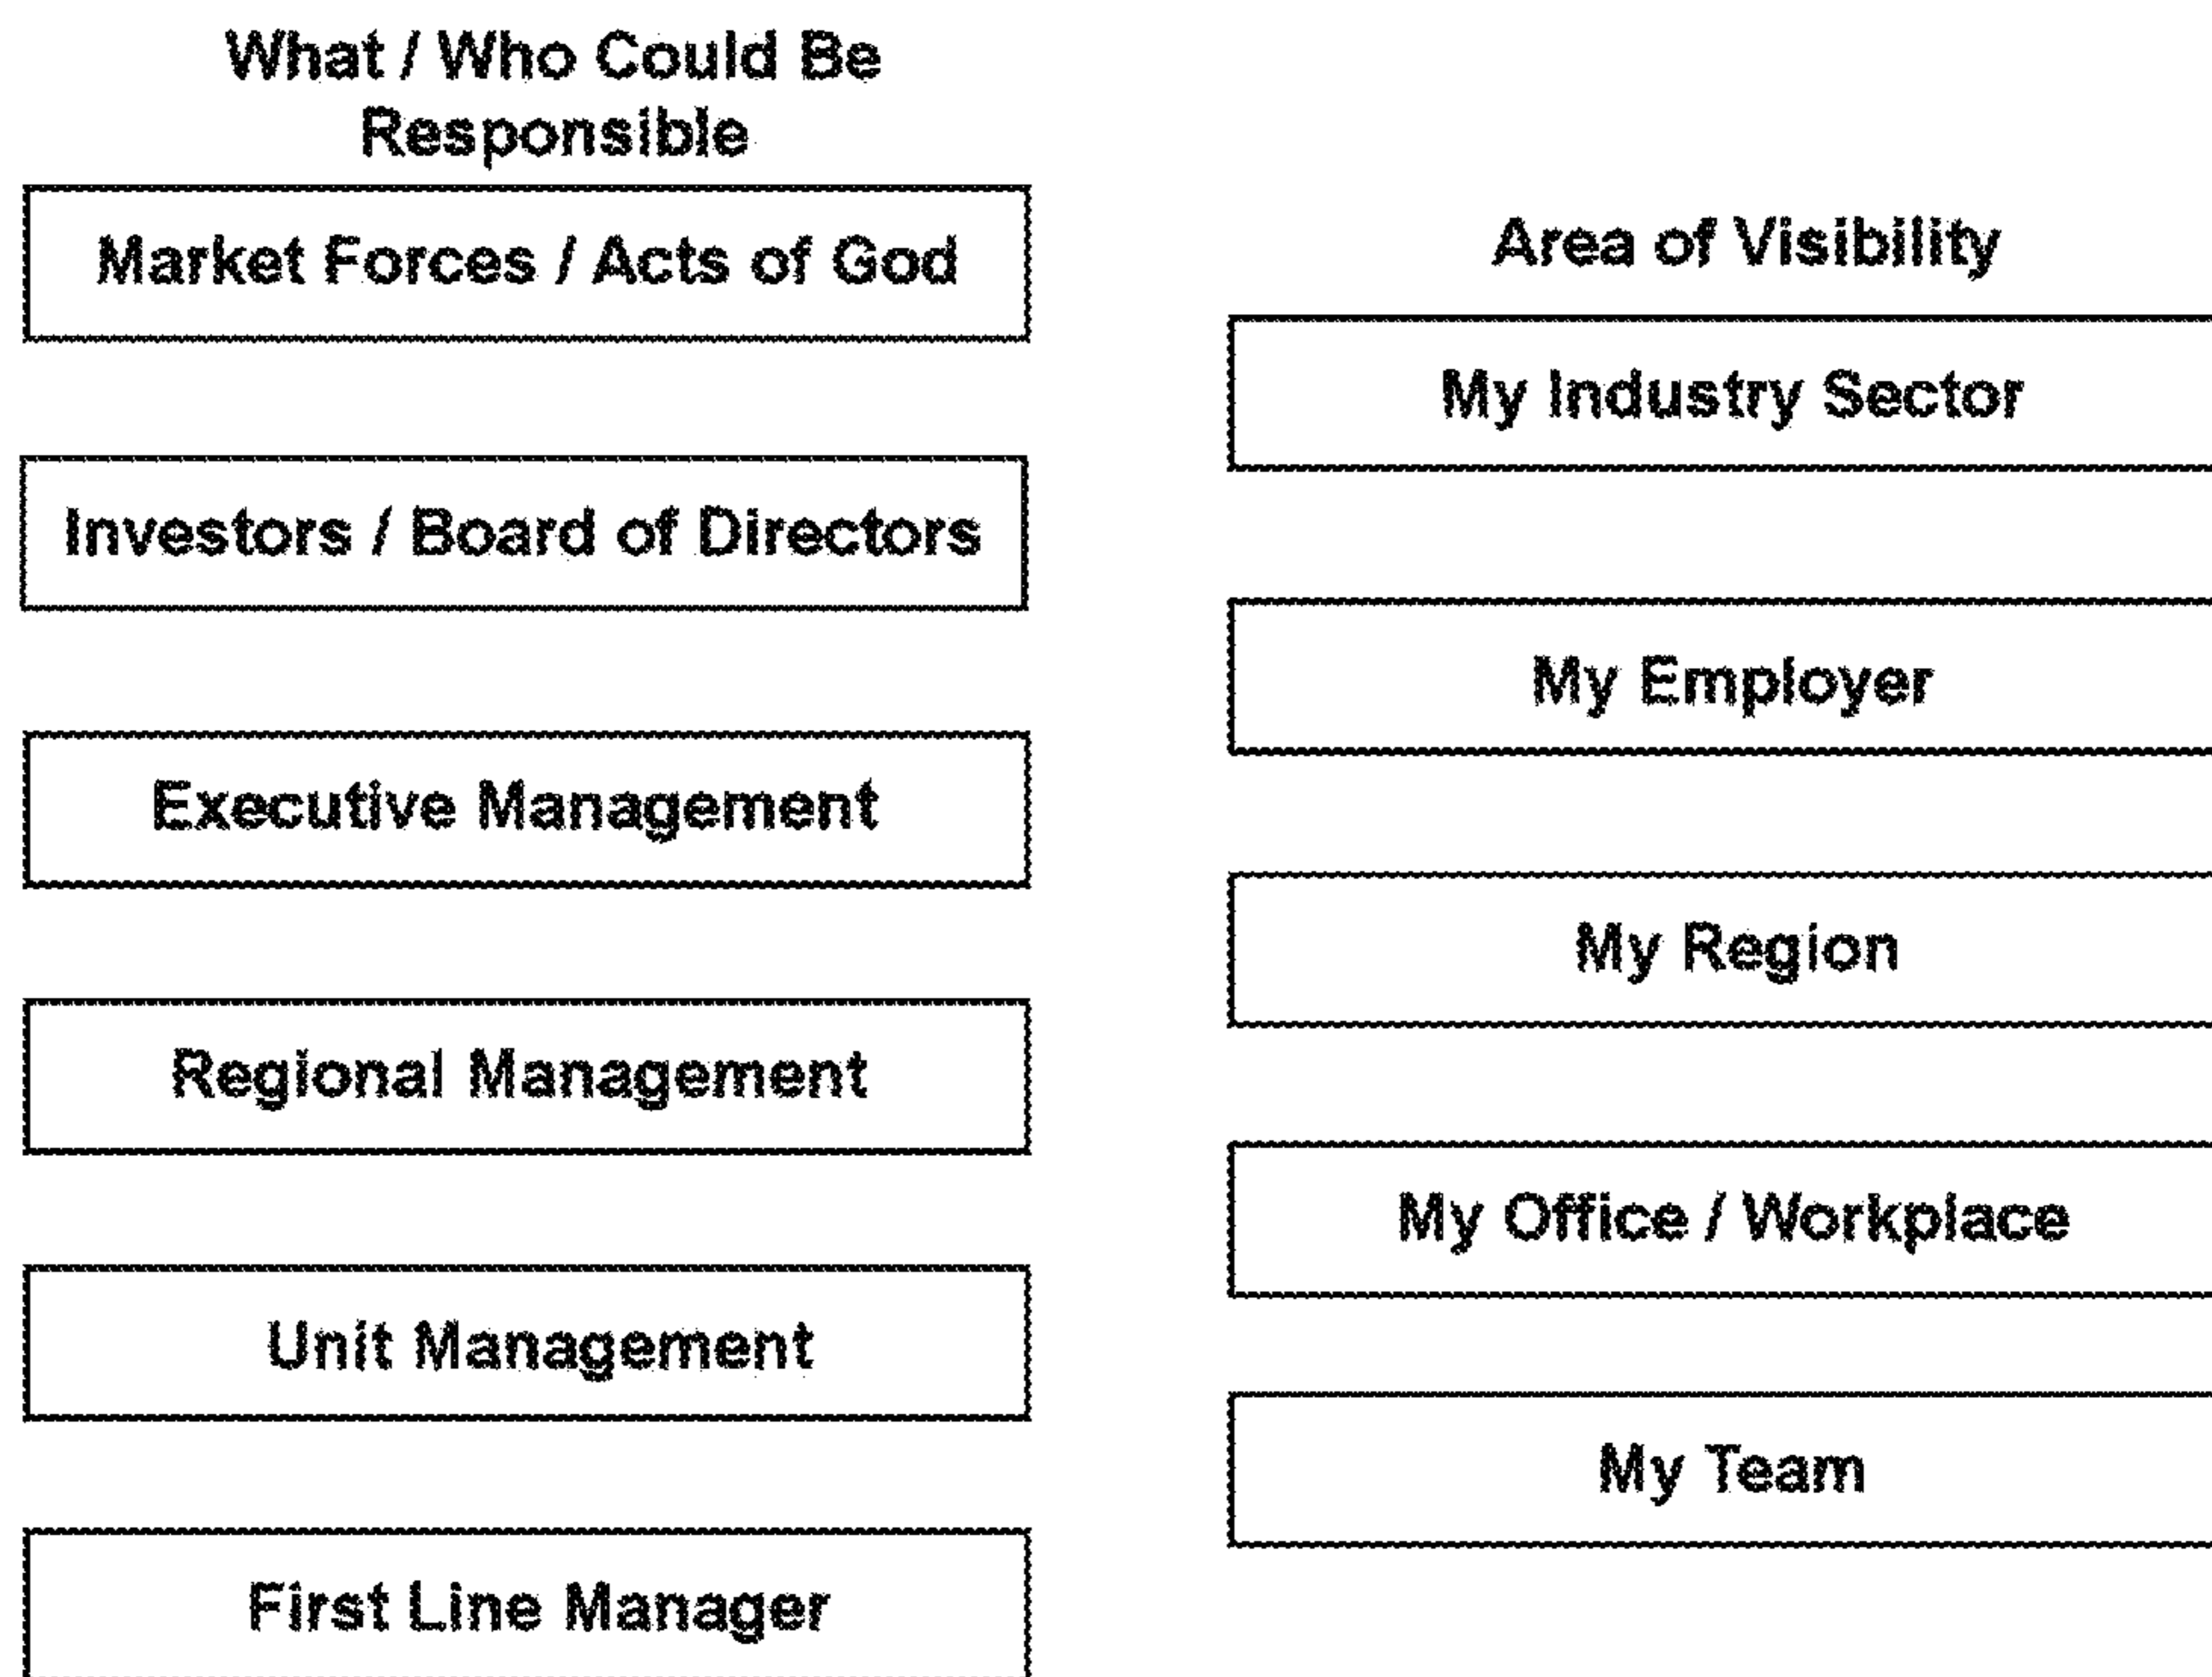 What / Who Could Be
Responsible
Market Forces / Acts of God
Investors / Board of Directors
Executive Management
Regional Management
Unit Management
First Line Manager
Area of Visibility
My Industry Sector
My Employer
My Region
My Office / Workplace
My Team